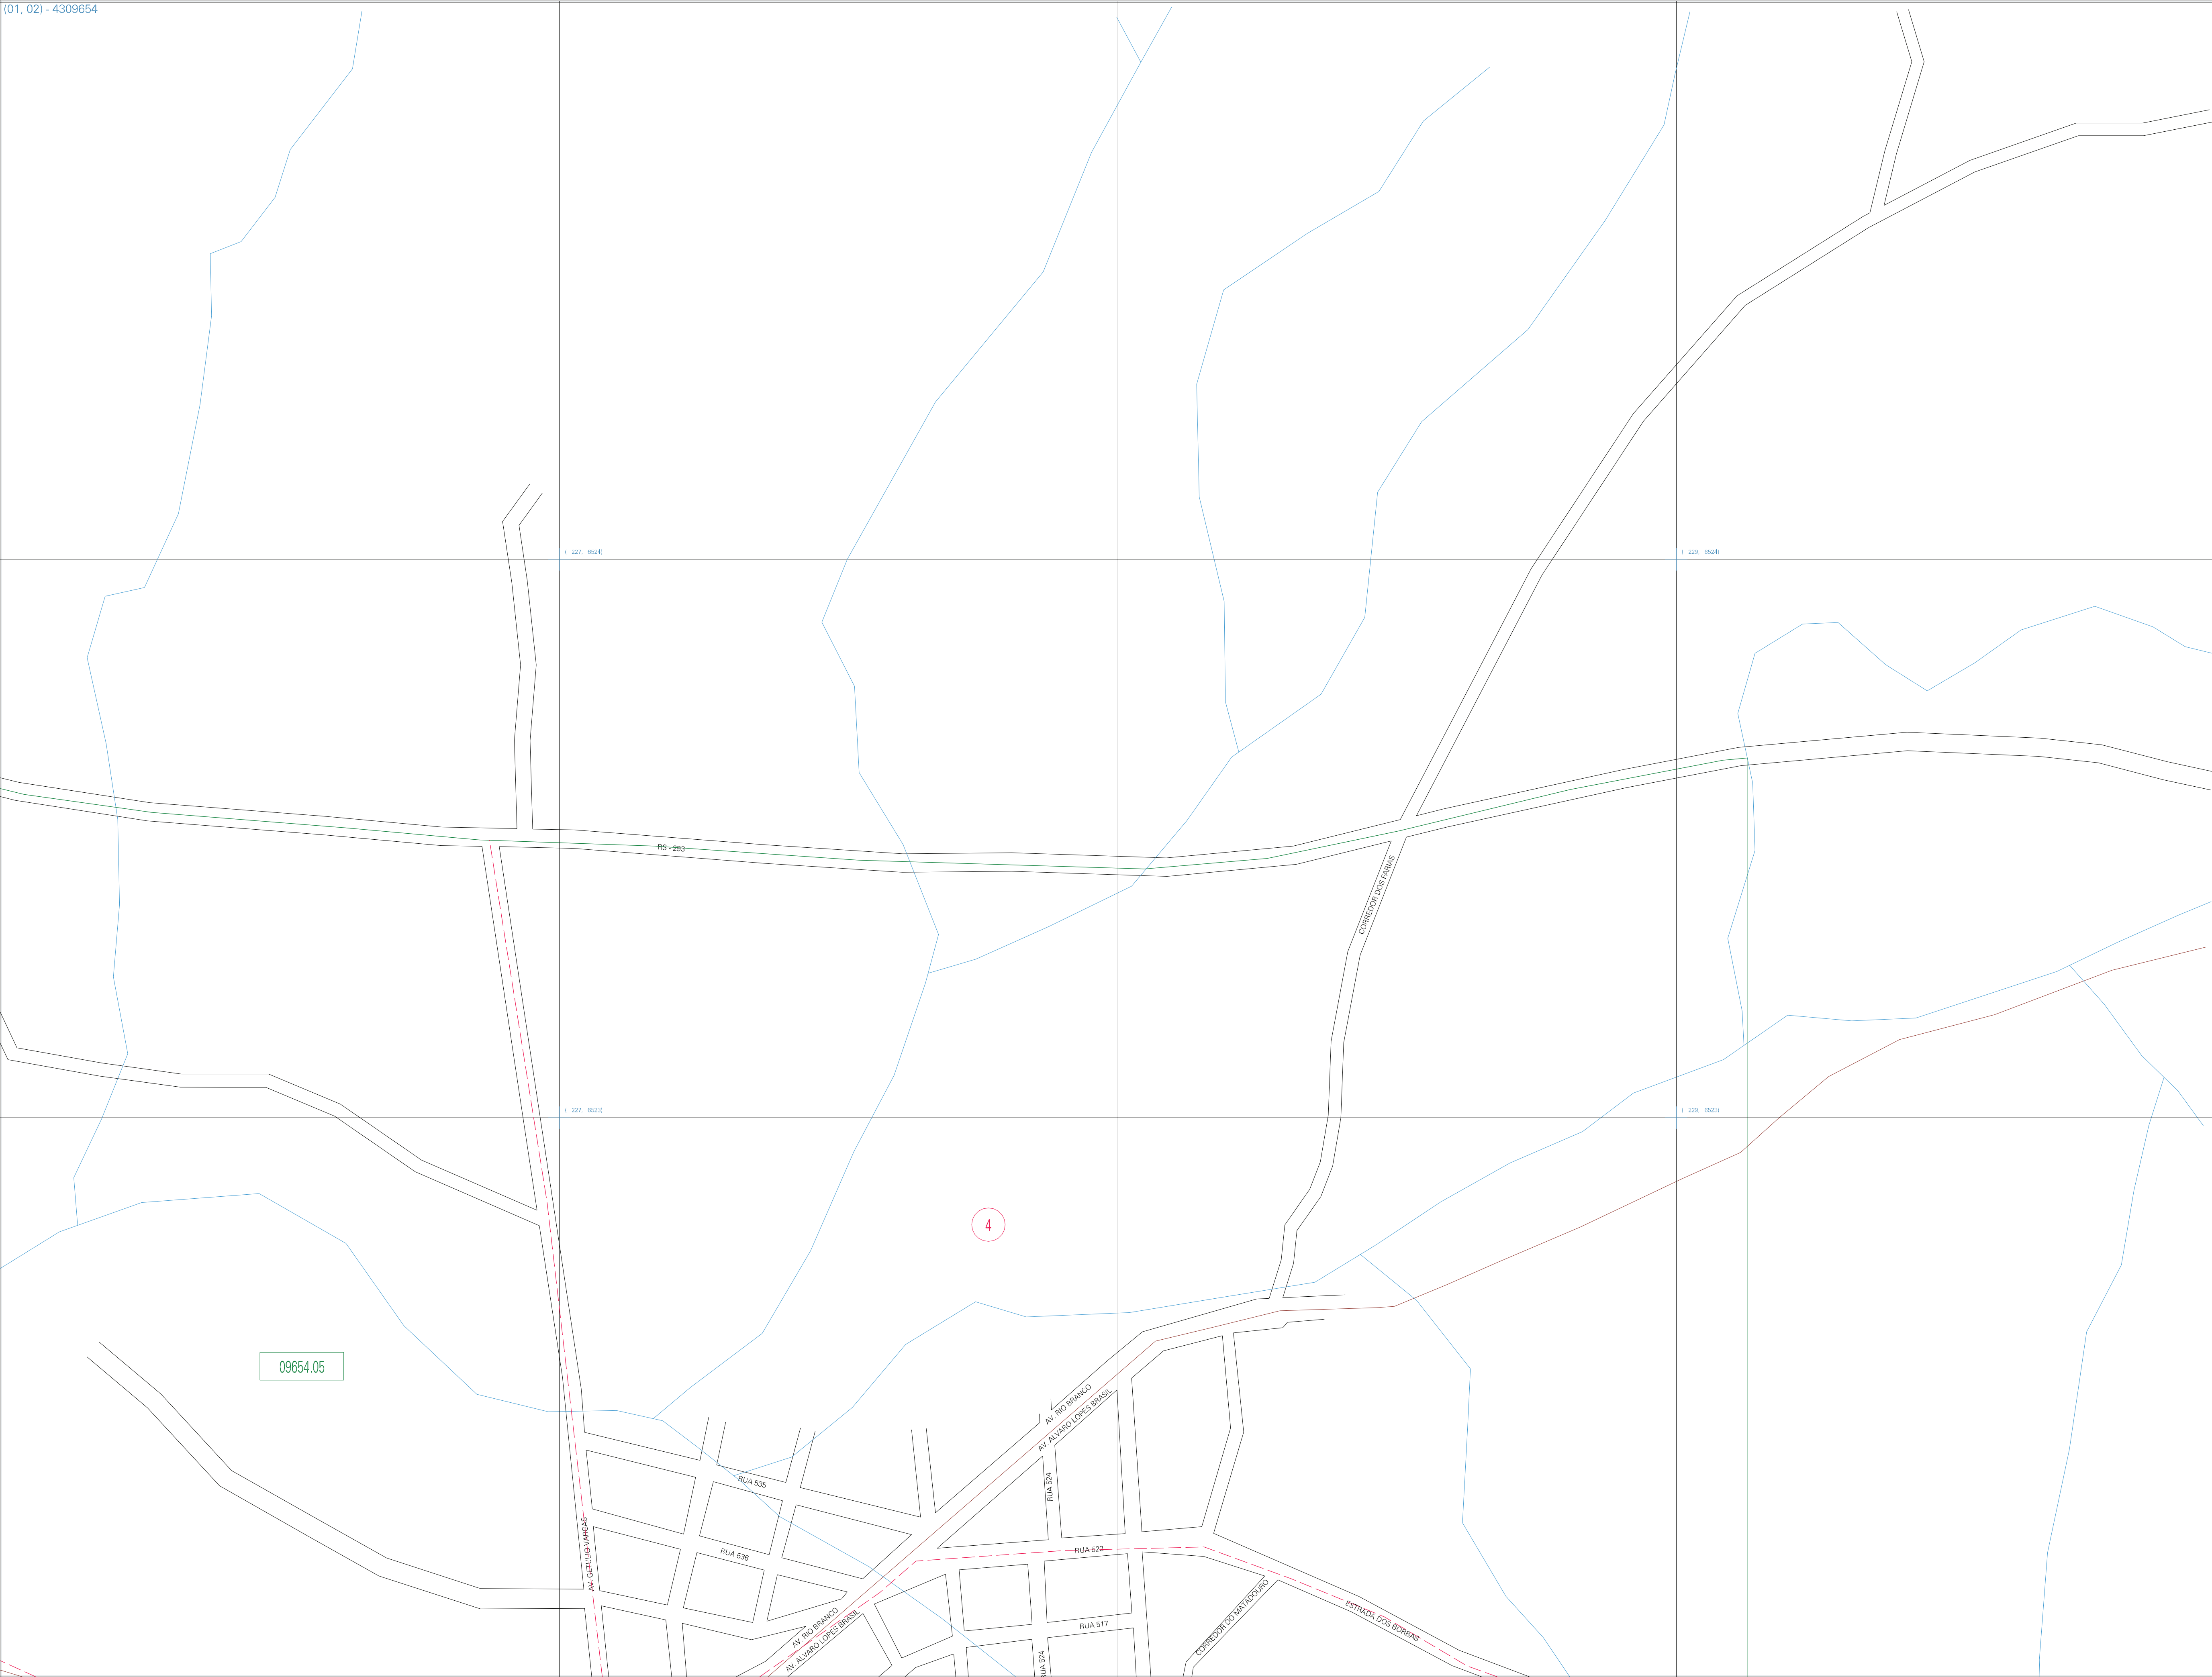 (01, 02) - 4309654
( 227, 6524)
( 229, 6524)
RS - 293
CORREDOR DOS FARIAS
( 227, 6523)
( 229, 6523)
4
09654.05
AV. RIO BRANCO
AV. ALVARO LOPES BRASIL
RUA 535
RUA 524
AV. GETULIO VARGAS
RUA 536
RUA 522
CORREDOR DO MATADOURO
ESTRADA DOS BORBAS
AV. RIO BRANCO
AV. ALVARO LOPES BRASIL
RUA 517
RUA 524